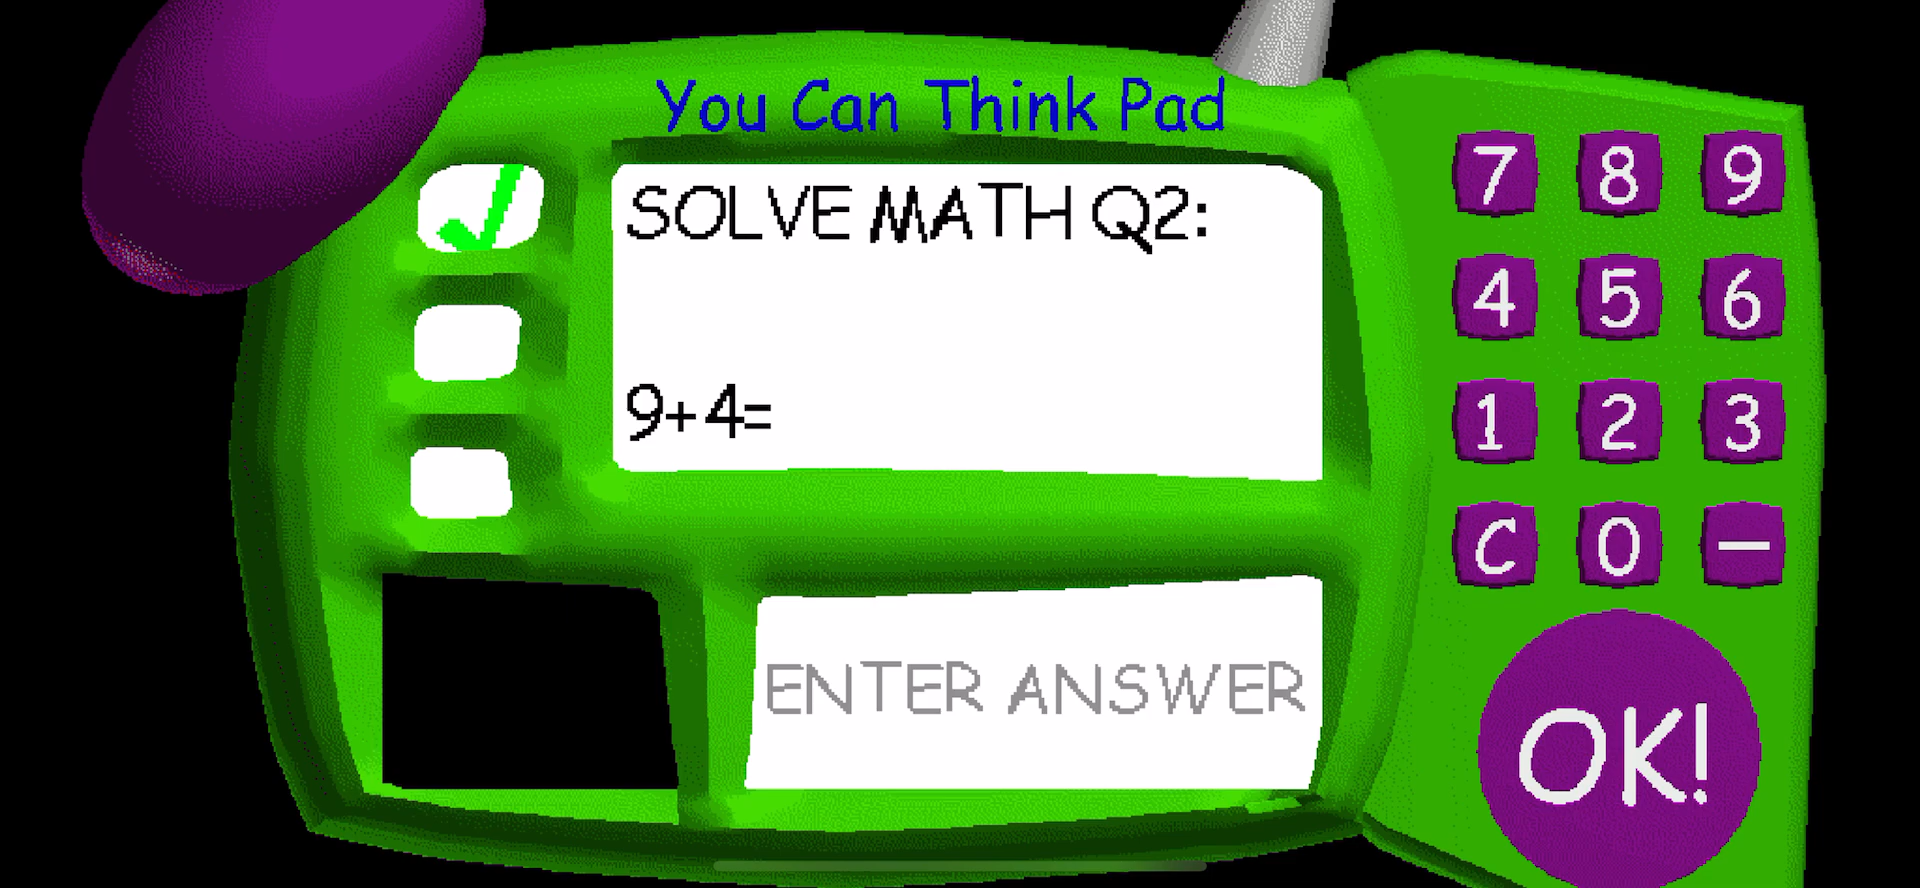 You Can Think Pad
SOLVE MATH Q2:
9+4=
ENTER ANSWER
7 8 9
4 5 6
1 2 3
C 0 –
OK!